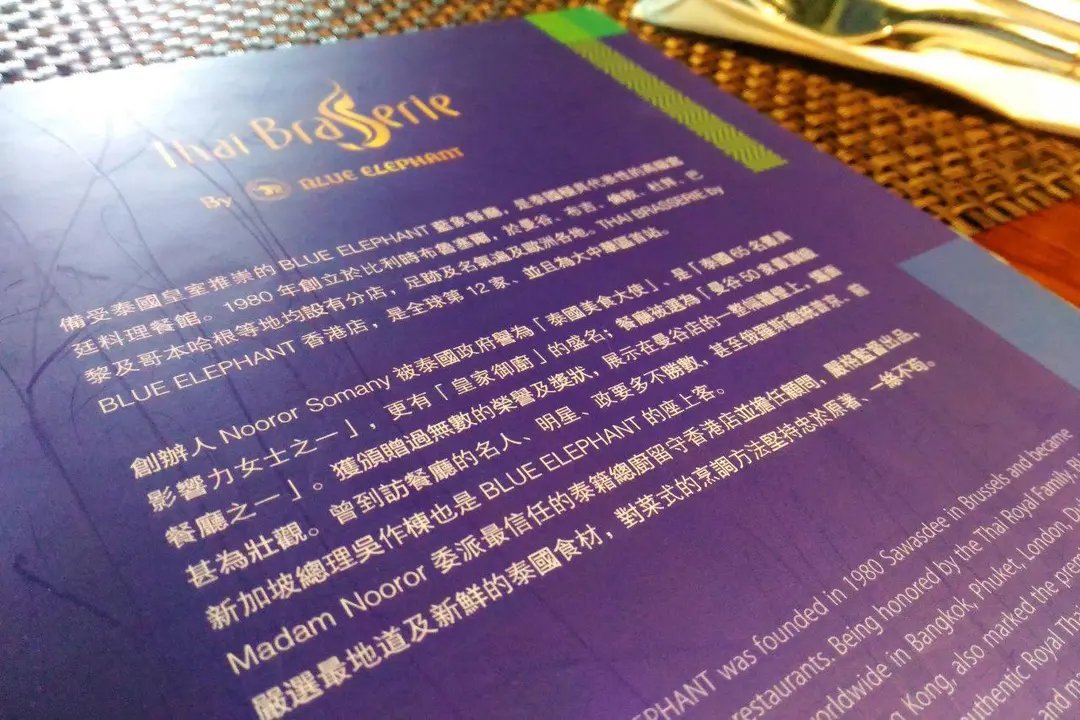 Thai Brasserie
By BLUE ELEPHANT
備受泰國皇室推崇的 BLUE ELEPHANT 藍象餐廳，是泰國極具代表性的高級宮
廷料理餐館。1980 年創立於比利時布魯塞爾，於曼谷、布吉、倫敦、杜拜、巴
黎及哥本哈根等地均設有分店，足跡及名氣遍及歐洲各地。THAI BRASSERIE by
BLUE ELEPHANT 香港店，是全球第 12 家、並且為大中華區首站。
創辦人 Nooror Somany 被泰國政府譽為「泰國美食大使」、是「泰國 65 名最具
影響力女士之一」，更有「皇家御廚」的盛名；餐廳被選為「曼谷 50 家最頂級
餐廳之一」。獲頒贈過無數的榮譽及獎狀，展示在曼谷店的一整個牆壁上，
甚為壯觀。曾到訪餐廳的名人、明星、政要多不勝數，甚至俄羅斯總統普京、前
新加坡總理吳作棟也是 BLUE ELEPHANT 的座上客。
Madam Nooror 委派最信任的泰籍總廚留守香港店並擔任顧問，嚴格監督出品，
嚴選最地道及新鮮的泰國食材，對菜式的烹調方法堅持忠於原著、一絲不苟。
ELEPHANT was founded in 1980 Sawasdee in Brussels and became
restaurants. Being honored by the Thai Royal Family,
worldwide in Bangkok, Phuket, London,
Kong, also marked the
authentic Royal
and